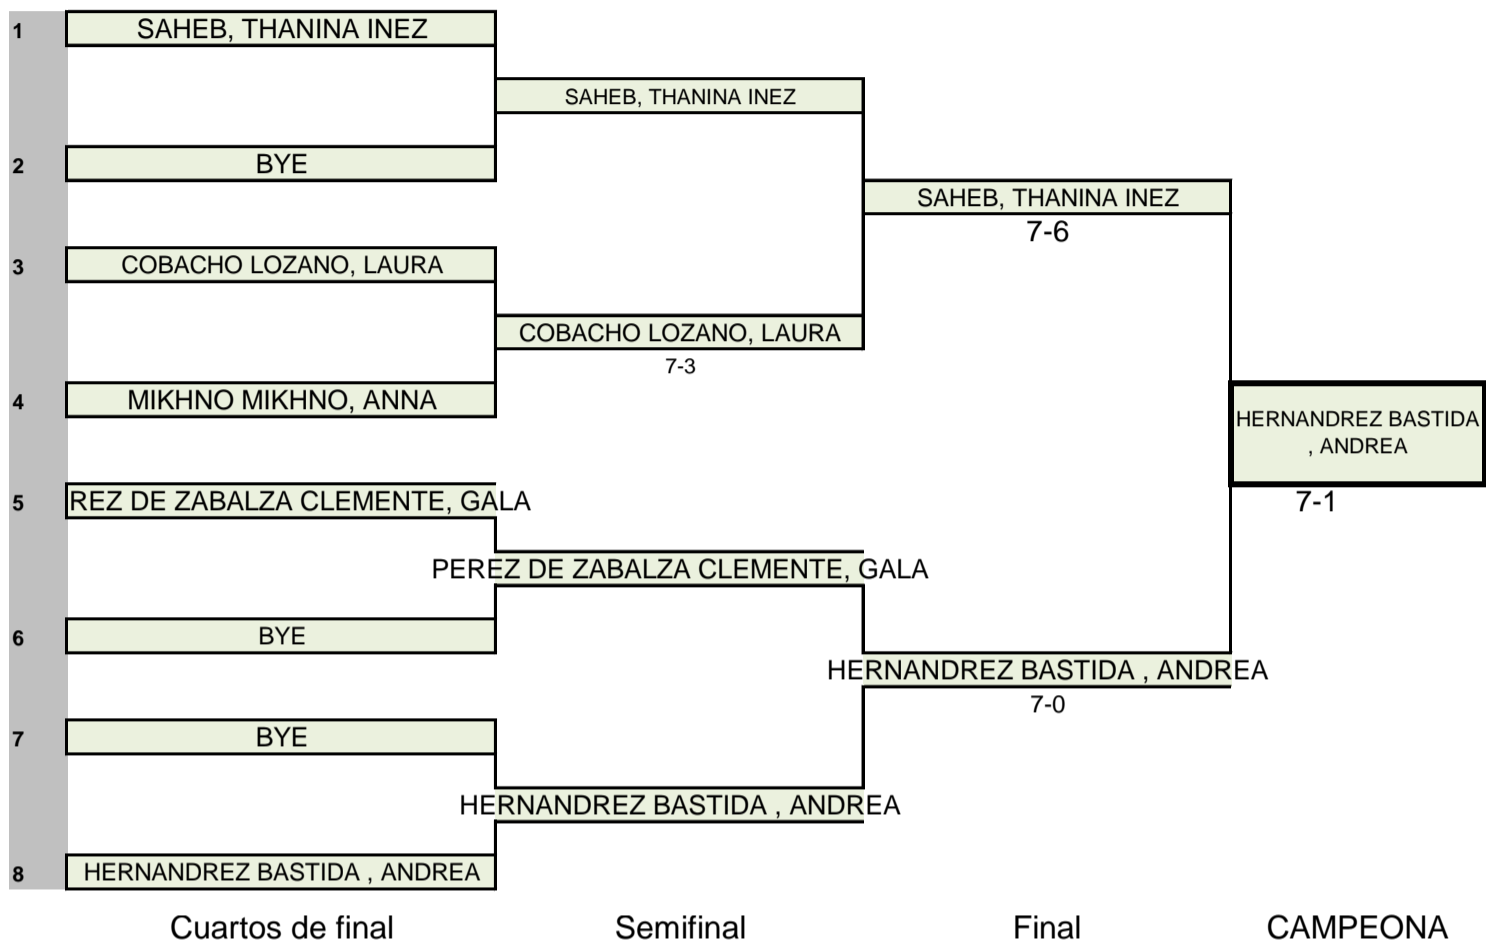 1
SAHEB, THANINA INEZ
SAHEB, THANINA INEZ
2
BYE
SAHEB, THANINA INEZ
7-6
3
COBACHO LOZANO, LAURA
COBACHO LOZANO, LAURA
7-3
4
MIKHNO MIKHNO, ANNA
HERNANDREZ BASTIDA
, ANDREA
7-1
5
REZ DE ZABALZA CLEMENTE, GALA
PEREZ DE ZABALZA CLEMENTE, GALA
6
BYE
HERNANDREZ BASTIDA , ANDREA
7-0
7
BYE
HERNANDREZ BASTIDA , ANDREA
8
HERNANDREZ BASTIDA , ANDREA
Cuartos de final
Semifinal
Final
CAMPEONA